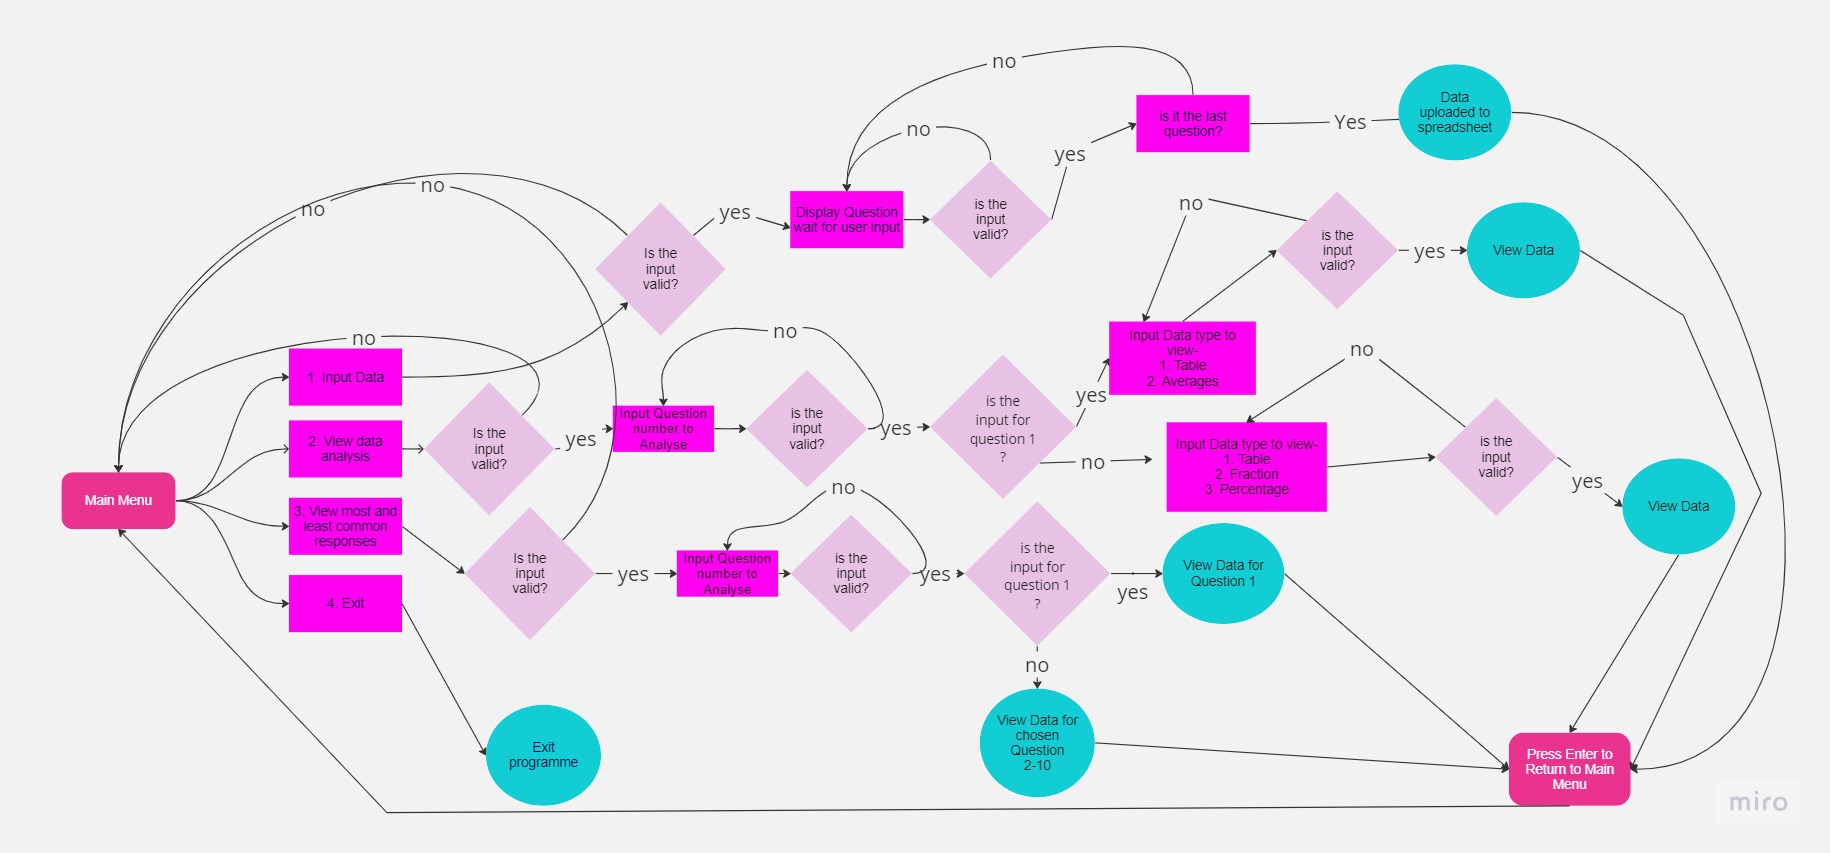 no
Data
uploaded to
spreadsheet
is it the last
question?
Yes
no
yes
no
no
Display Question
wait for user input
is the
input
valid?
yes
no
is the
input
valid?
yes
View Data
Is the
input
valid?
no
no
1. Input Data
no
Input Data type to
view-
1. Table
2. Averages
no
yes
2. View data
analysis
Is the
input
valid?
yes
Input Question
number to
Analyse
is the
input
valid?
yes
is the
input for
question 1
?
no
Input Data type to view-
1. Table
2. Fraction
3. Percentage
is the
input
valid?
yes
View Data
Main Menu
3. View most and
least common
responses
Is the
input
valid?
yes
no
Input Question
number to
Analyse
is the
input
valid?
yes
is the
input for
question 1
?
yes
View Data for
Question 1
4. Exit
no
Exit
programme
View Data for
chosen
Question
2-10
Press Enter to
Return to Main
Menu
miro